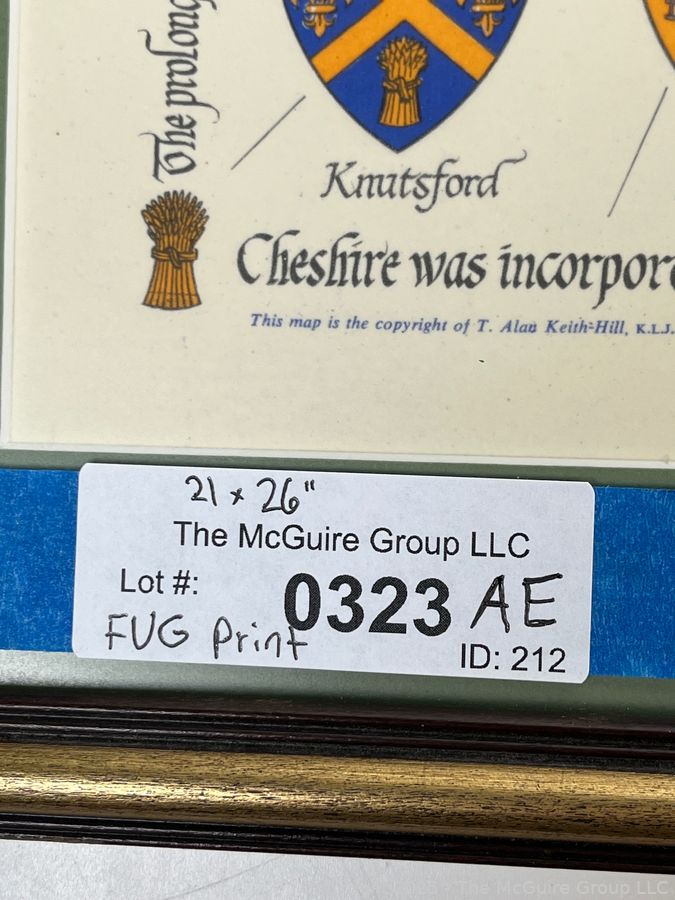 The prolong
Knutsford
Cheshire was incorpor
This map is the copyright of T. Alan Keith-Hill, K.L.J.
21 x 26"
The McGuire Group LLC
Lot #:
0323 AE
FUG Print
ID: 212
The McGuire Group LLC